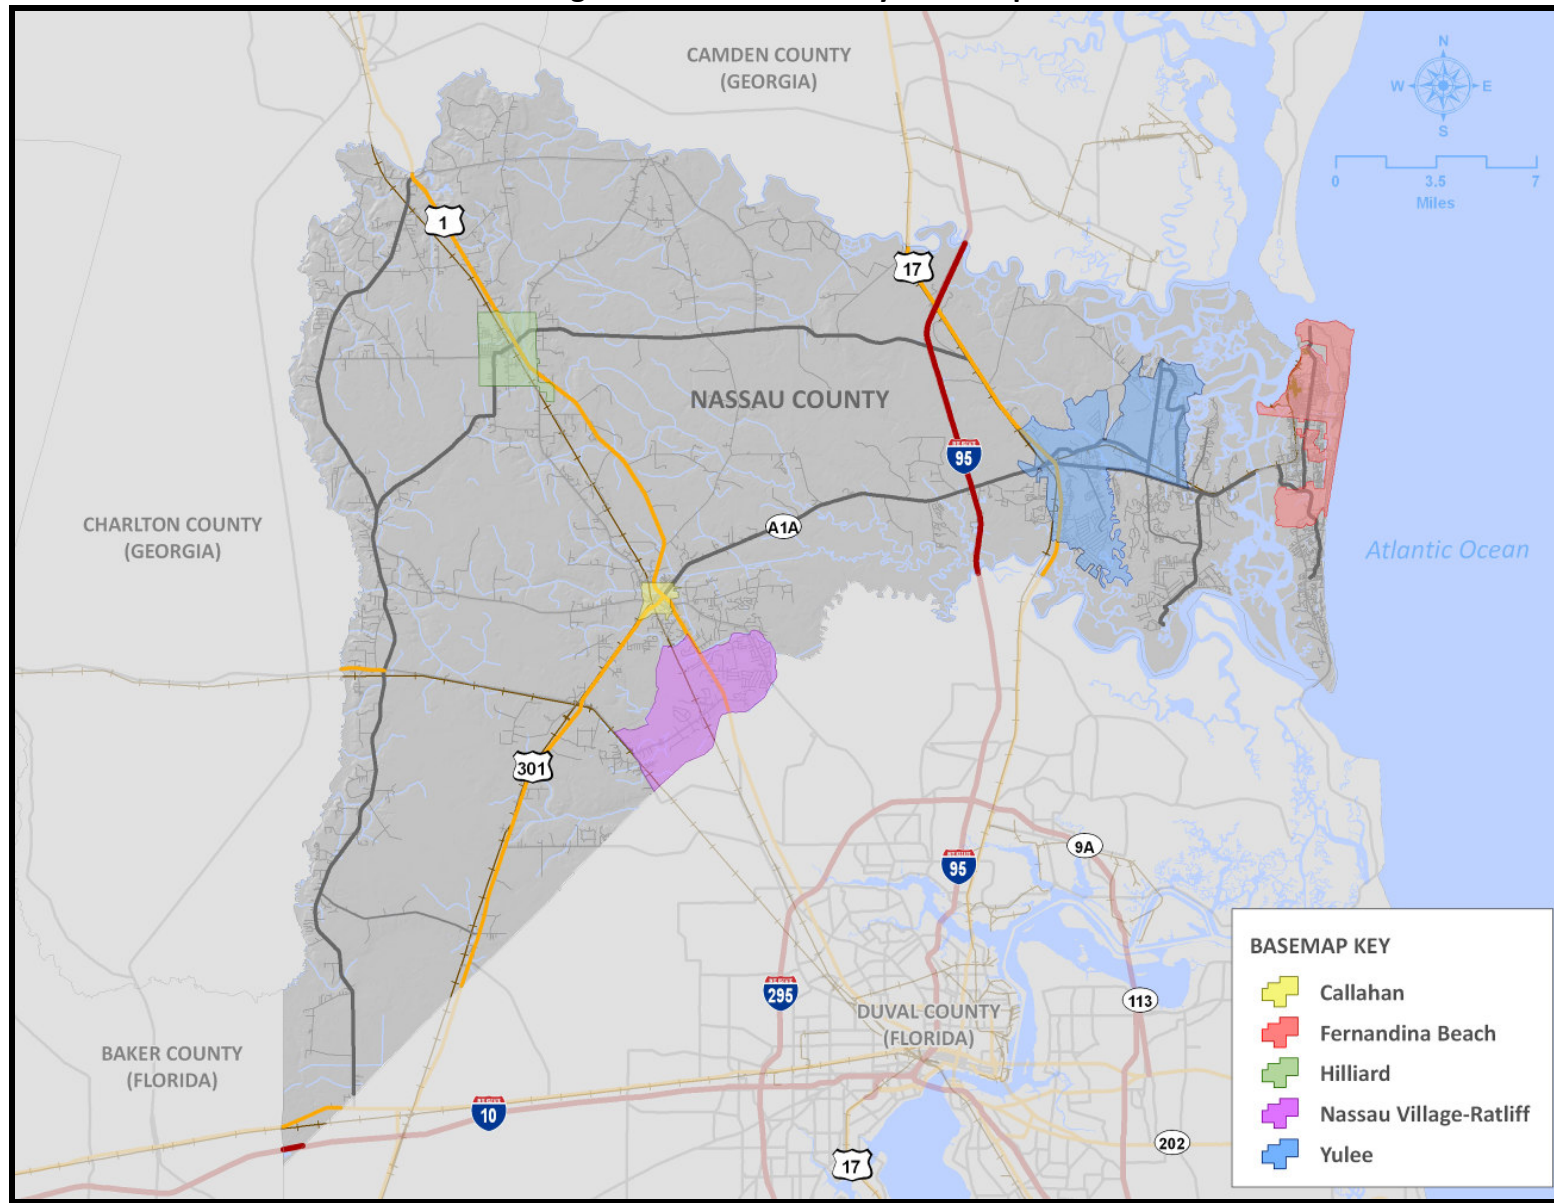 CAMDEN COUNTY
(GEORGIA)
N
W
E
S
0
3.5
7
Miles
1
17
NASSAU COUNTY
95
A1A
CHARLTON COUNTY
(GEORGIA)
Atlantic Ocean
301
9A
95
295
113
DUVAL COUNTY
(FLORIDA)
BAKER COUNTY
(FLORIDA)
10
202
17
BASEMAP KEY
Callahan
Fernandina Beach
Hilliard
Nassau Village-Ratliff
Yulee